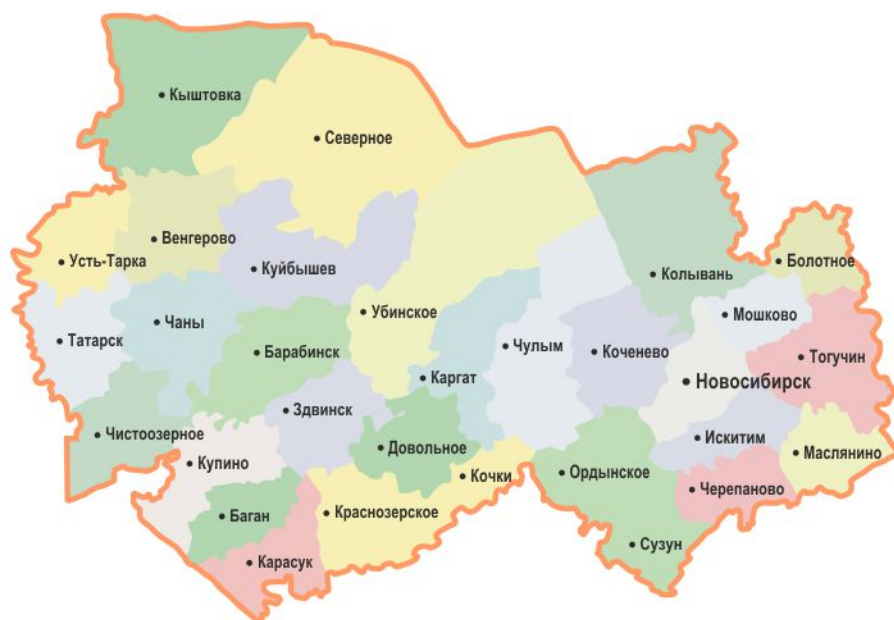 Кыштовка
Северное
Венгерово
Усть-Тарка
Куйбышев
Болотное
Колывань
Убинское
Мошково
Чаны
Татарск
Чулым
Коченево
Барабинск
Тогучин
Каргат
Новосибирск
Здвинск
Чистоозерное
Искитим
Довольное
Маслянино
Купино
Кочки
Ордынское
Черепаново
Баган
Краснозерское
Сузун
Карасук